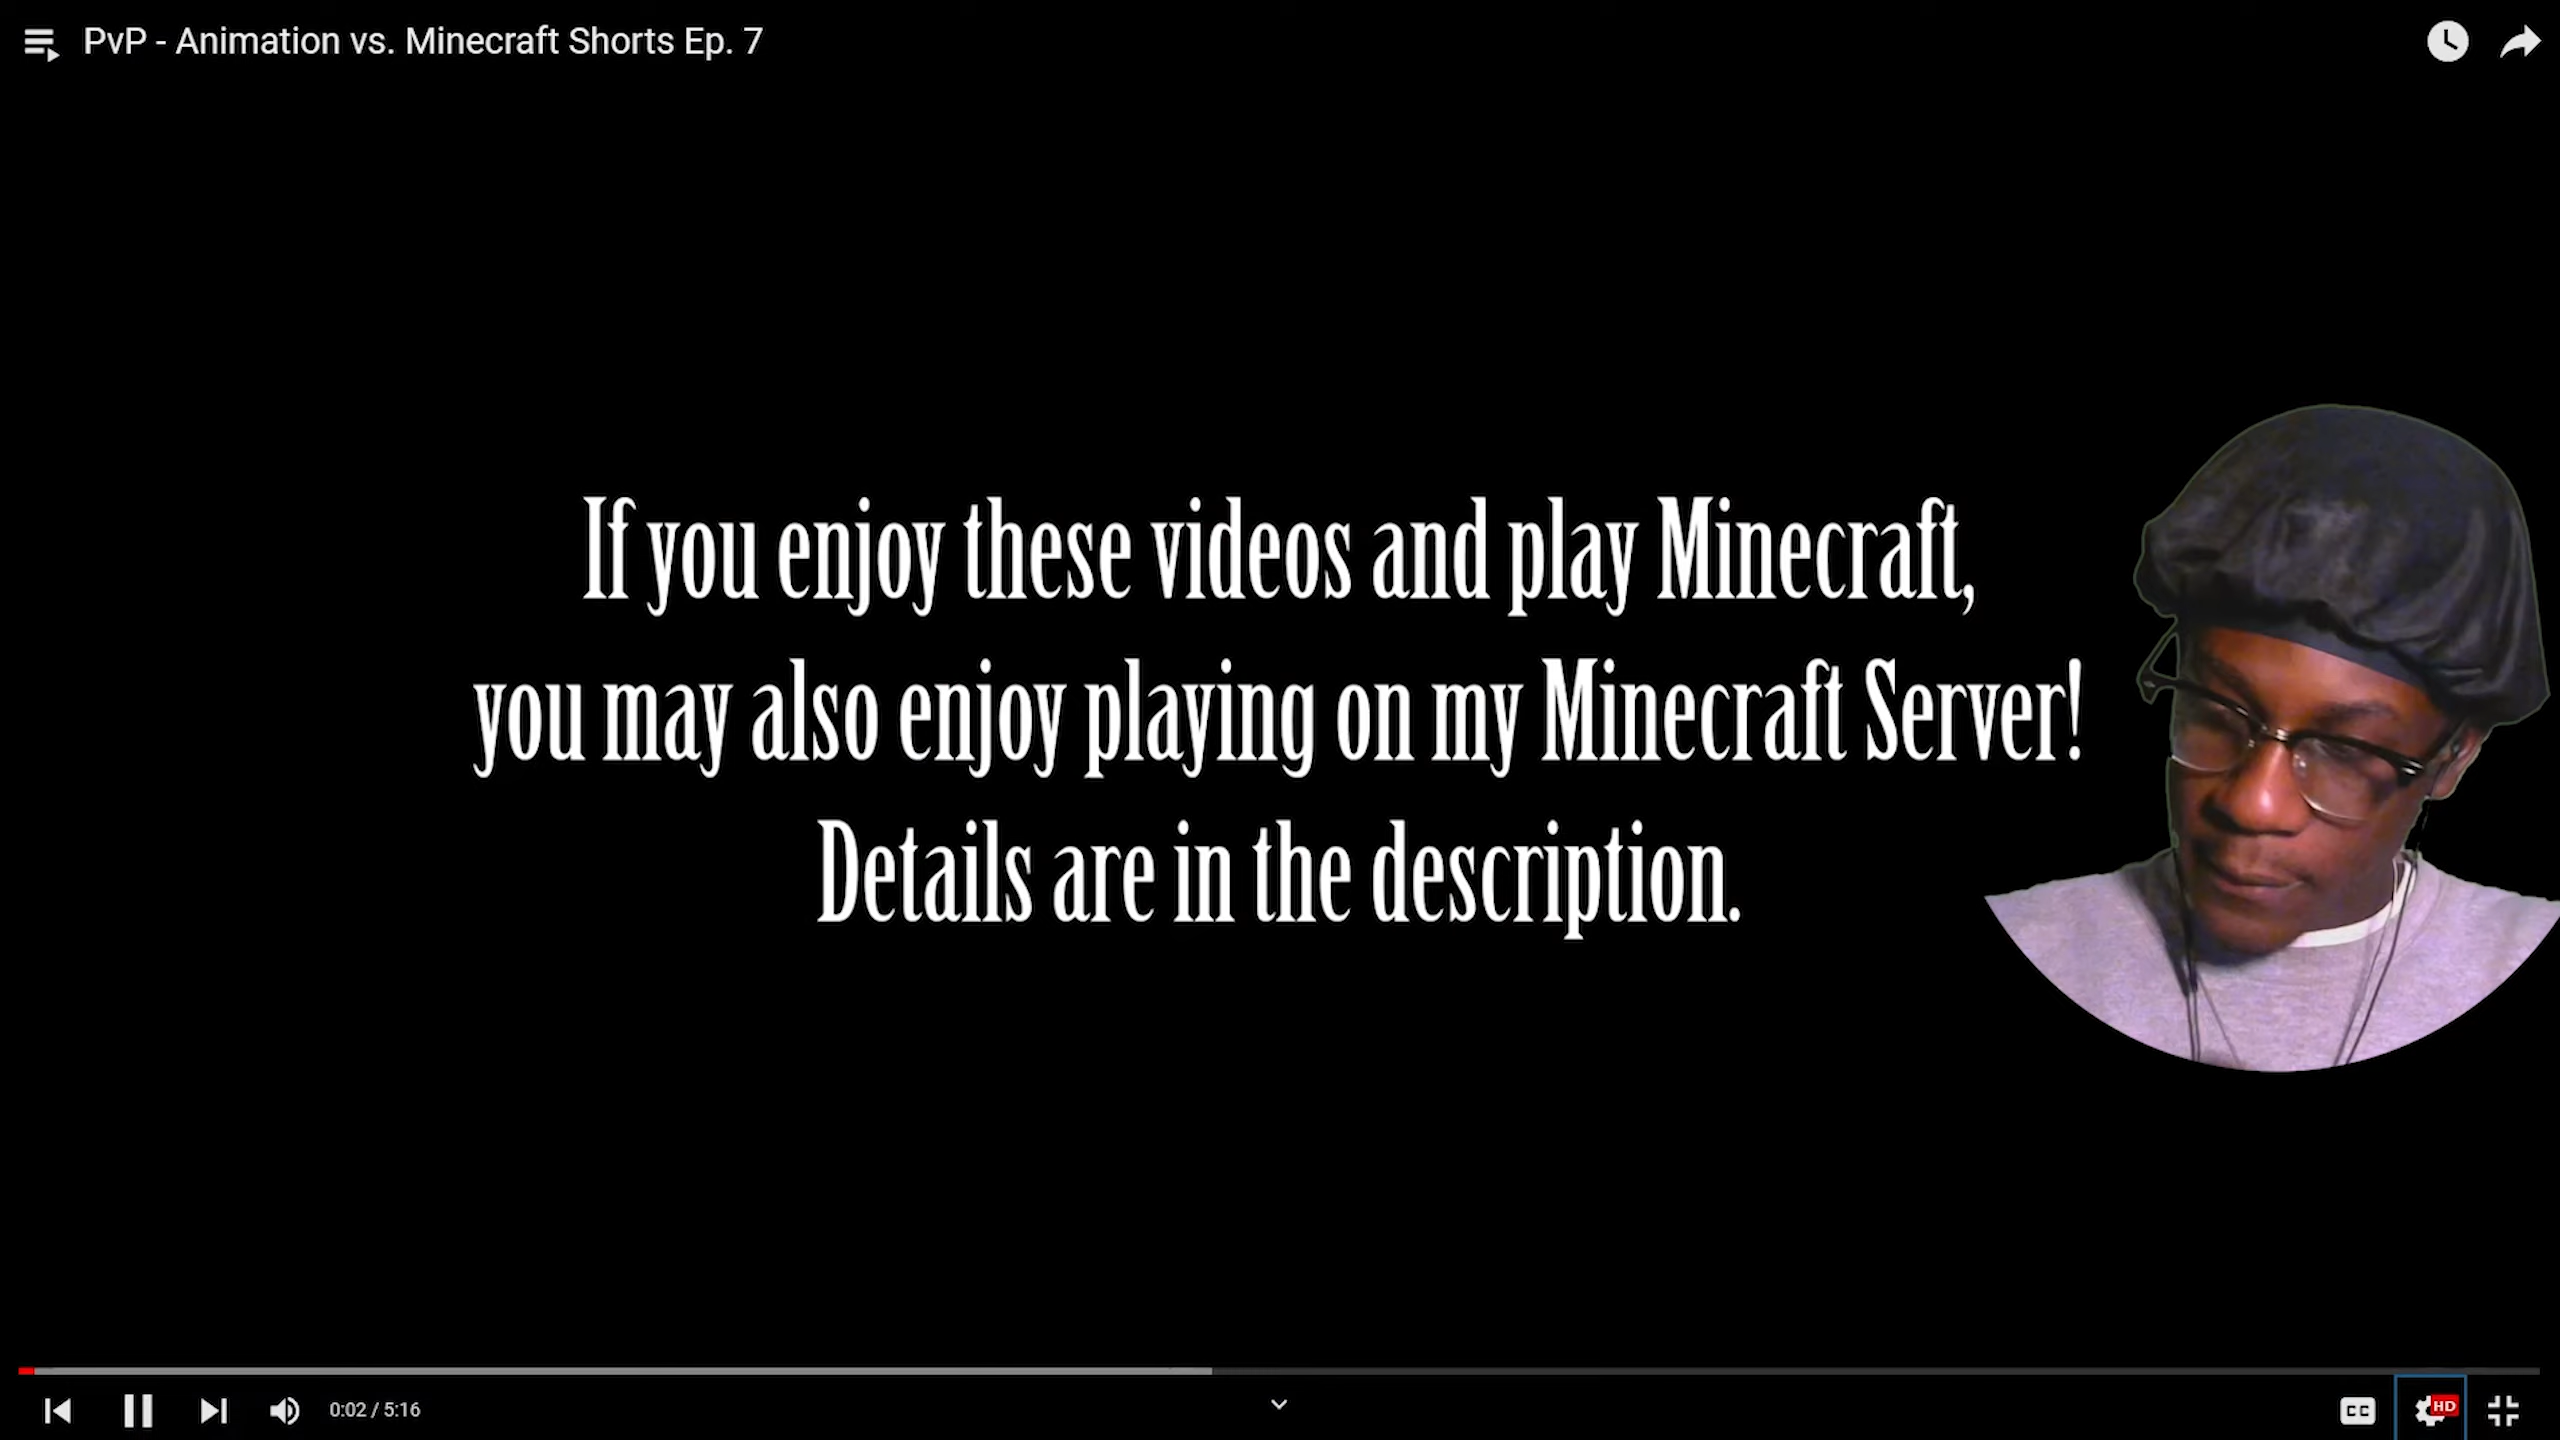 PvP - Animation vs. Minecraft Shorts Ep. 7
If you enjoy these videos and play Minecraft,
you may also enjoy playing on my Minecraft Server!
Details are in the description.
0:02 / 5:16
CC
HD